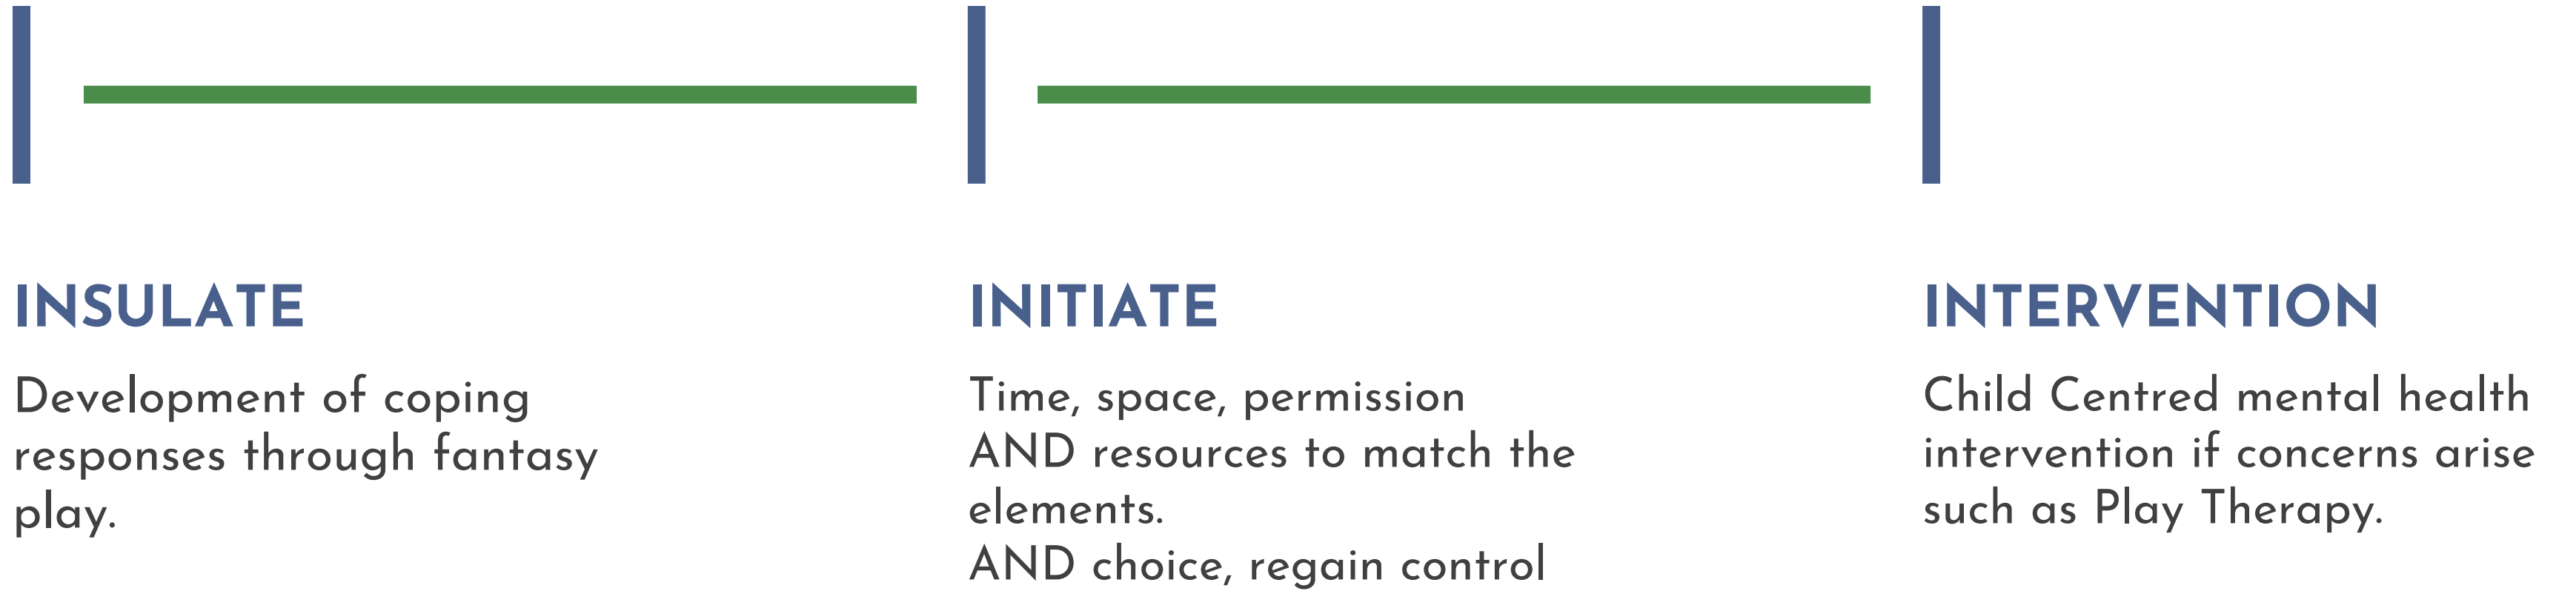 INSULATE
Development of coping
responses through fantasy
play.
INITIATE
Time, space, permission
AND resources to match the
elements.
AND choice, regain control
INTERVENTION
Child Centred mental health
intervention if concerns arise
such as Play Therapy.